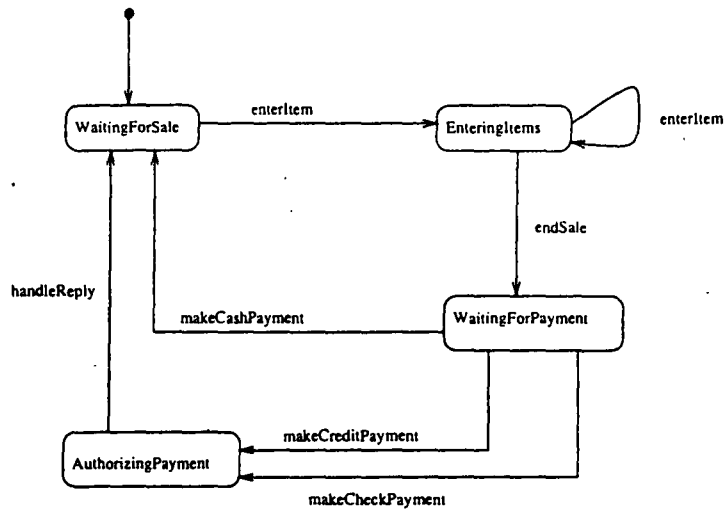 enterItem
WaitingForSale
EnteringItems
enterItem
endSale
handleReply
makeCashPayment
WaitingForPayment
makeCreditPayment
AuthorizingPayment
makeCheckPayment